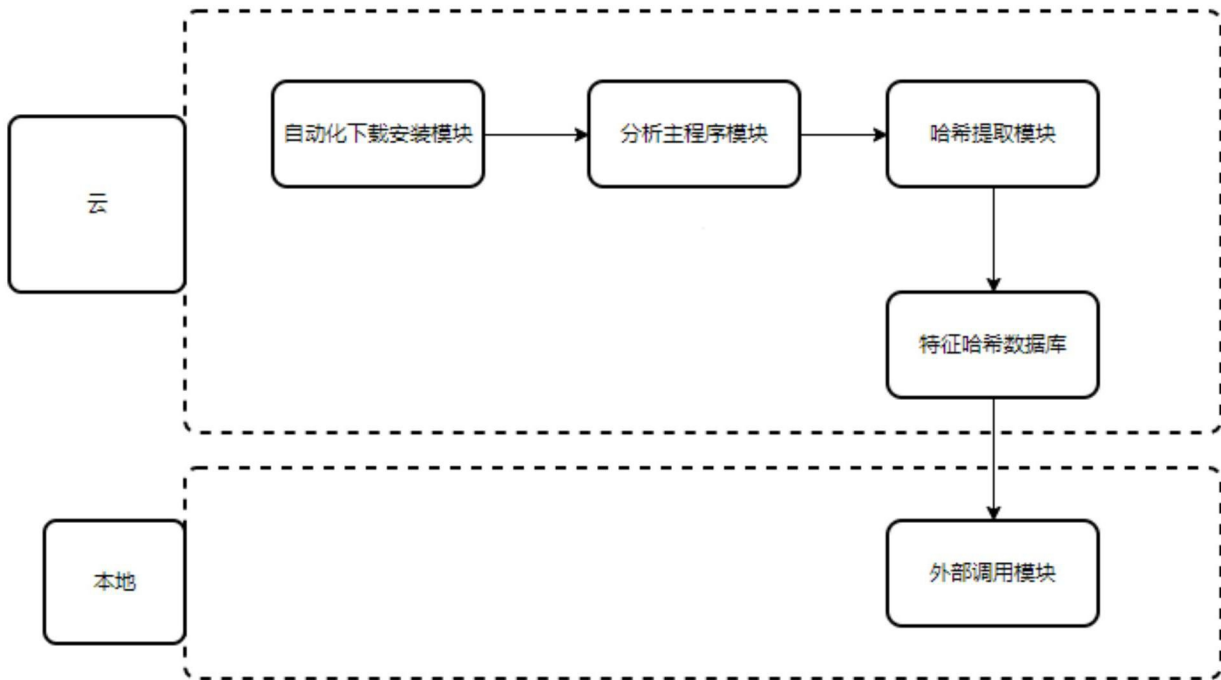 云
自动化下载安装模块
分析主程序模块
哈希提取模块
特征哈希数据库
本地
外部调用模块